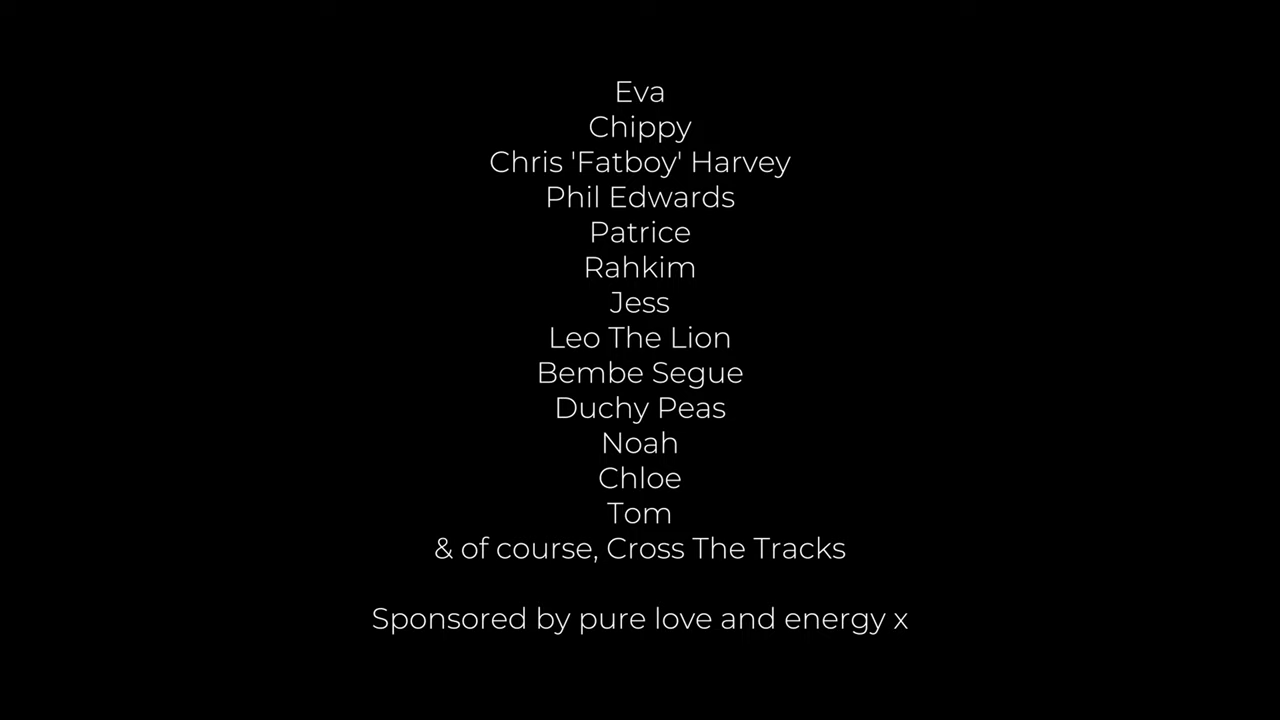 Eva
Chippy
Chris 'Fatboy' Harvey
Phil Edwards
Patrice
Rahkim
Jess
Leo The Lion
Bembe Segue
Duchy Peas
Noah
Chloe
Tom
& of course, Cross The Tracks
Sponsored by pure love and energy x